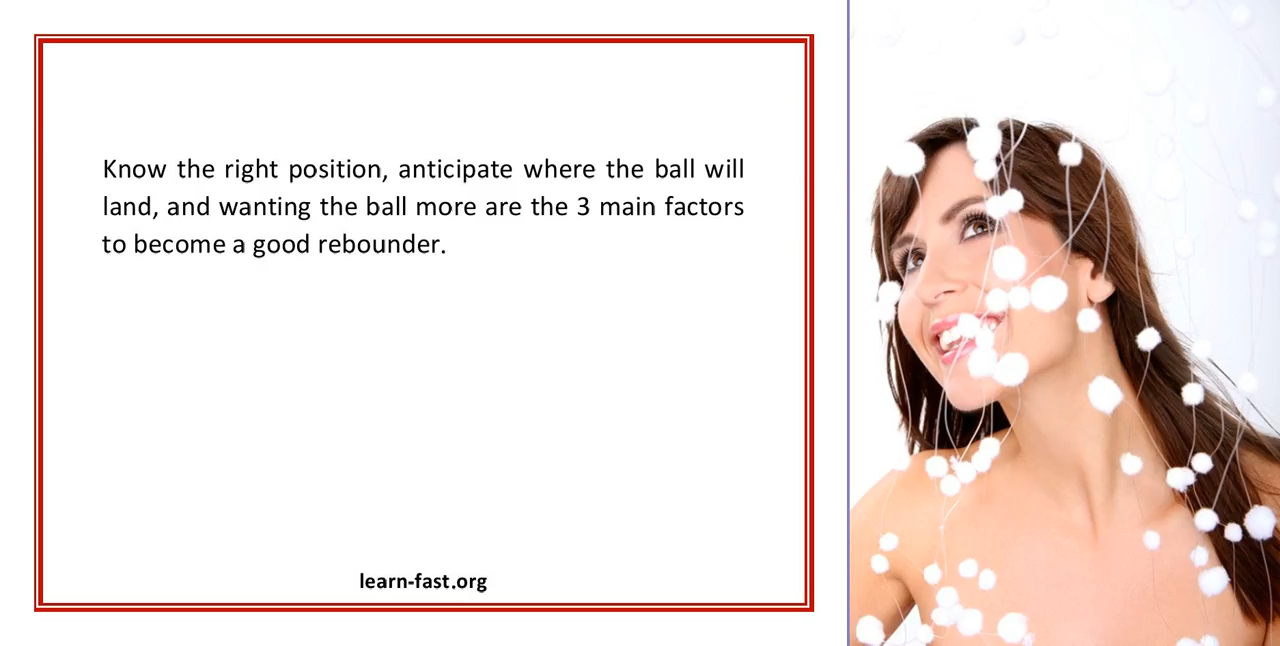 Know the right position, anticipate where the ball will
land, and wanting the ball more are the 3 main factors
to become a good rebounder.
learn-fast.org